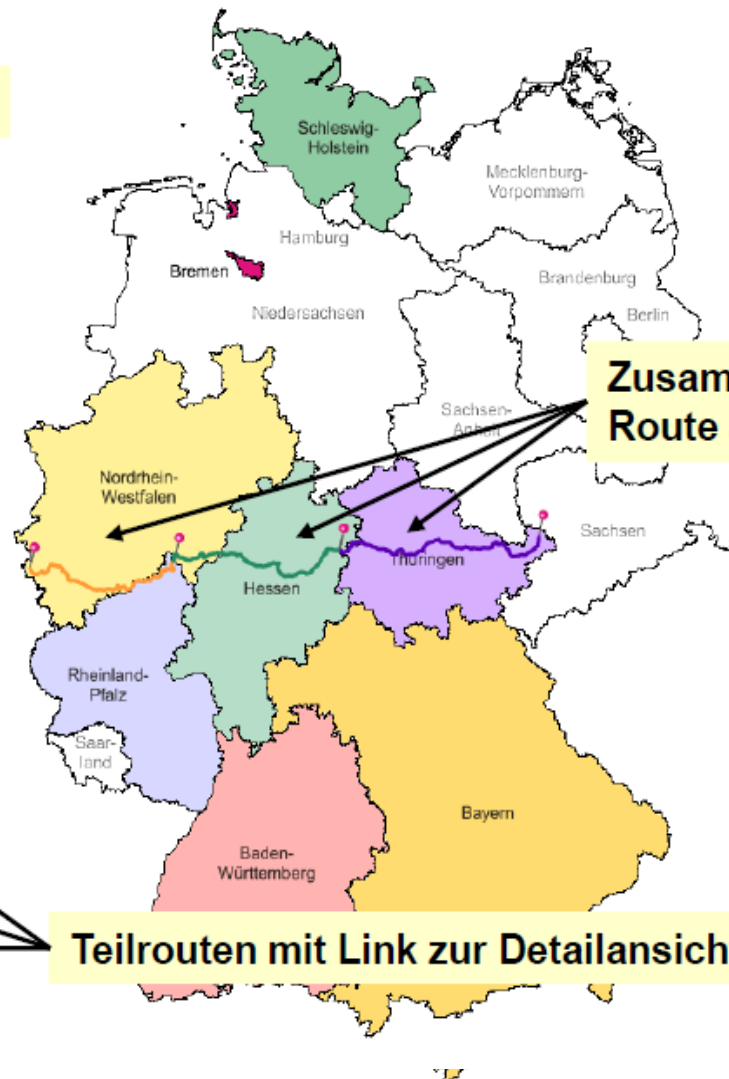 Schleswig-
Holstein
Mecklenburg-
Vorpommern
Hamburg
Bremen
Brandenburg
Niedersachsen
Berlin
Zusam
Route
Sachsen-
Anhalt
Nordrhein-
Westfalen
Sachsen
Thüringen
Hessen
Rheinland-
Pfalz
Saar-
land
Bayern
Baden-
Württemberg
Teilrouten mit Link zur Detailansich